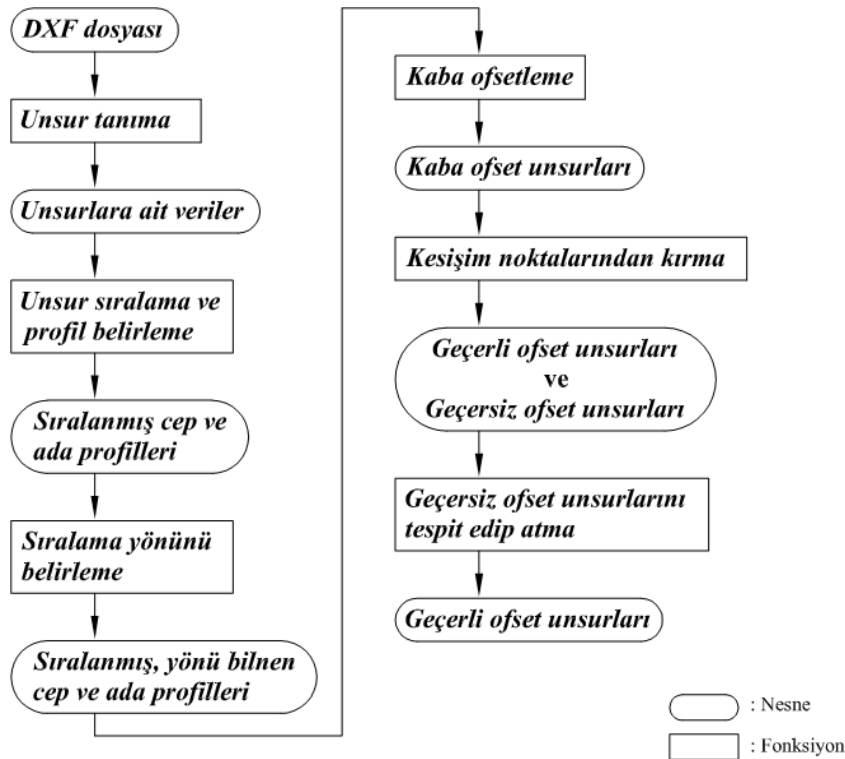 DXF dosyası
Unsur tanıma
Unsurlara ait veriler
Unsur sıralama ve
profil belirleme
Sıralanmış cep ve
ada profilleri
Sıralama yönünü
belirleme
Sıralanmış, yönü bilnen
cep ve ada profilleri
Kaba ofsetleme
Kaba ofset unsurları
Kesişim noktalarından kırma
Geçerli ofset unsurları
ve
Geçersiz ofset unsurları
Geçersiz ofset unsurlarını
tespit edip atma
Geçerli ofset unsurları
: Nesne
: Fonksiyon